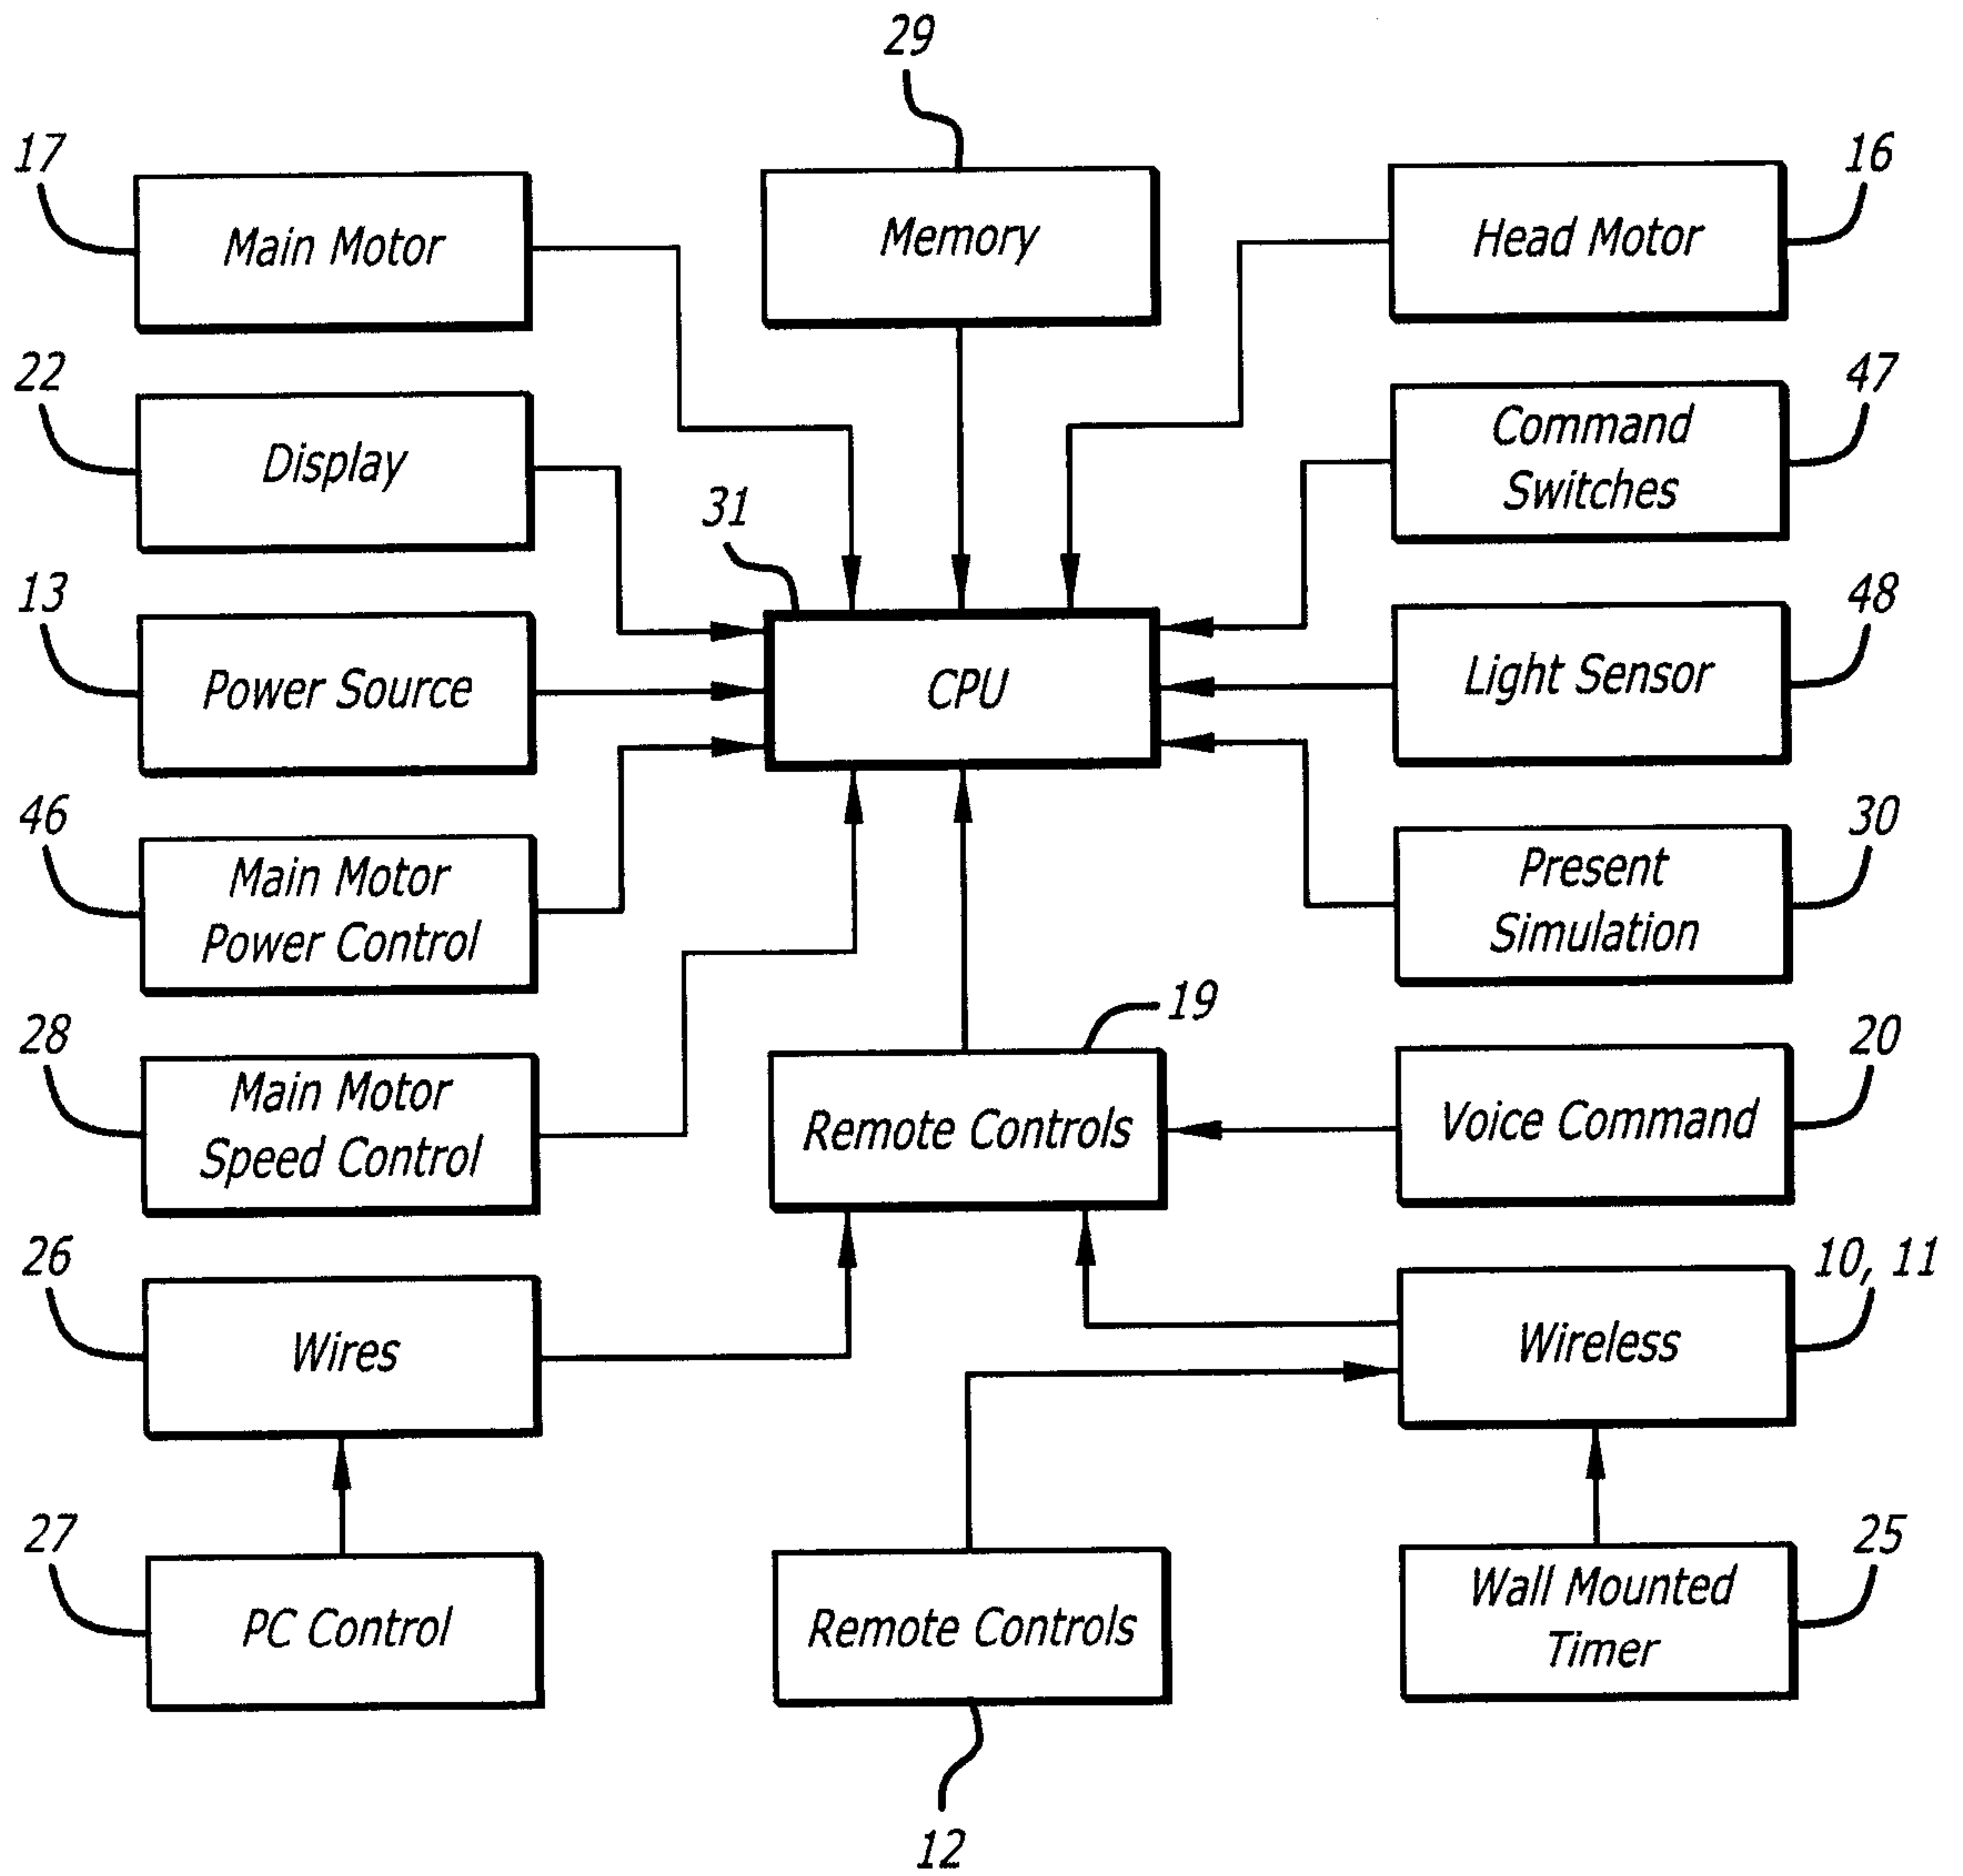 29
17
16
Main Motor
Memory
Head Motor
22
47
Display
Command
Switches
31
13
48
Power Source
CPU
Light Sensor
46
30
Main Motor
Power Control
Present
Simulation
28
19
20
Main Motor
Speed Control
Remote Controls
Voice Command
26
10, 11
Wires
Wireless
27
25
PC Control
Remote Controls
Wall Mounted
Timer
12